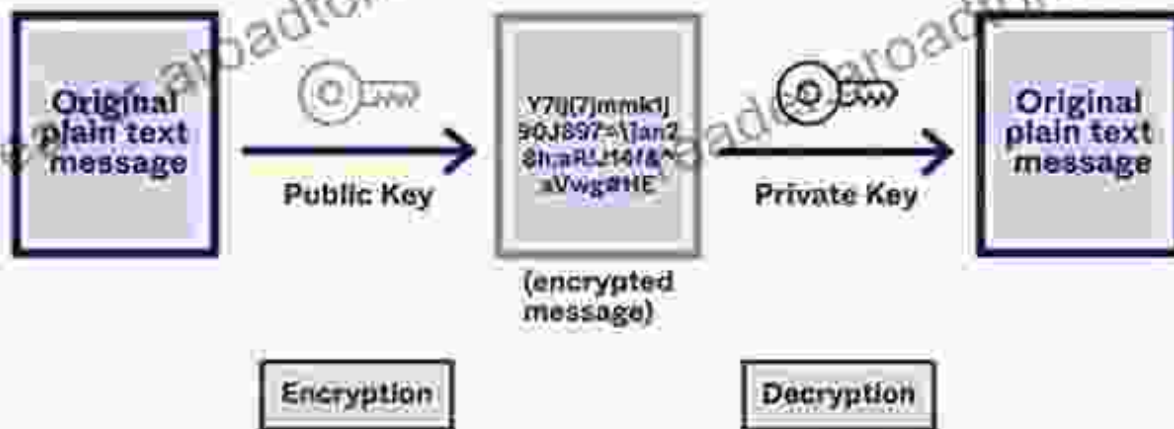 Original
plain text
message
Public Key
(encrypted
message)
Private Key
Original
plain text
message
Encryption
Decryption